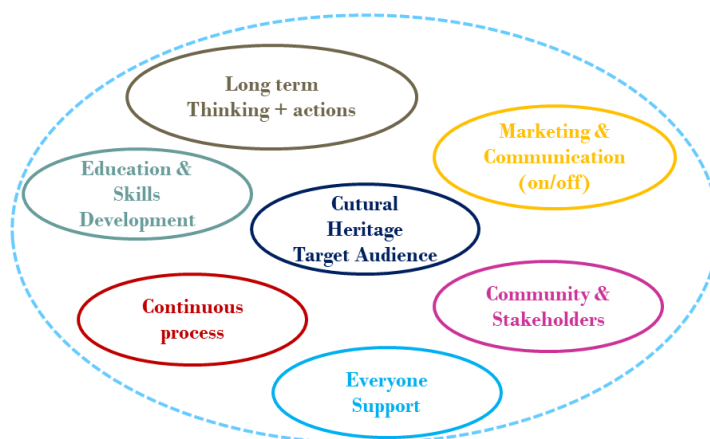 Long term
Thinking + actions
Marketing &
Communication
(on/off)
Education &
Skills
Development
Cutural
Heritage
Target Audience
Continuous
process
Community &
Stakeholders
Everyone
Support